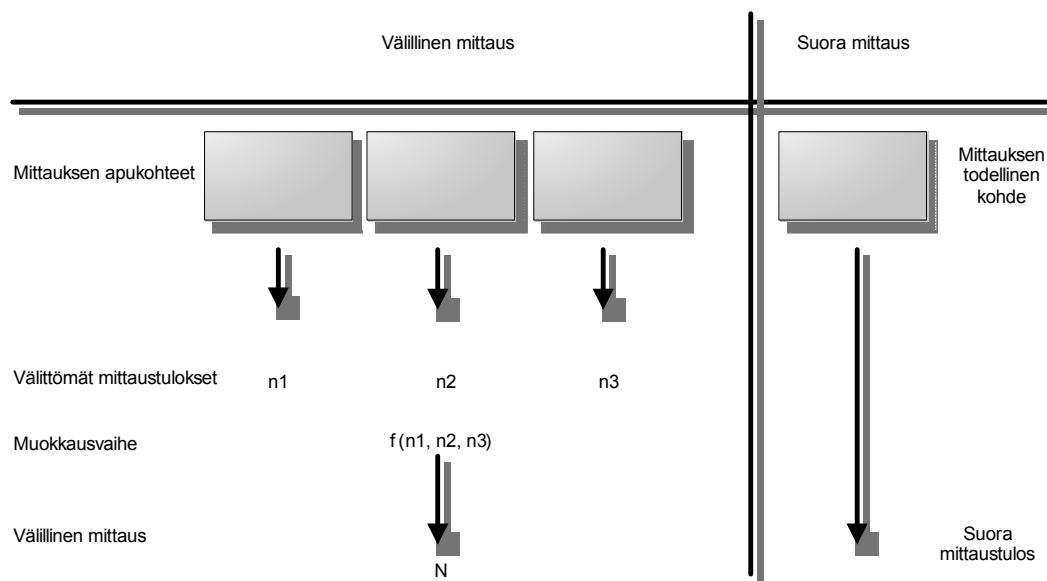 Välillinen mittaus
Suora mittaus
Mittauksen apukohteet
Mittauksen
todellinen
kohde
Välittömät mittaustulokset
n1
n2
n3
Muokkausvaihe
f (n1, n2, n3)
Välillinen mittaus
N
Suora
mittaustulos